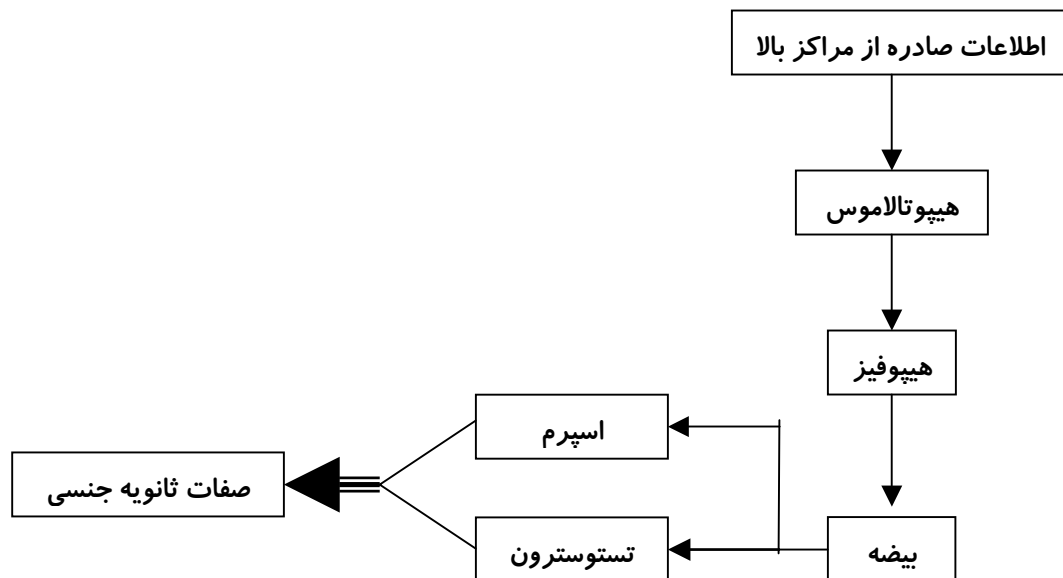 اطلاعات صادره از مراکز بالا
هیپوتالاموس
هیپوفیز
اسپرم
صفات ثانویه جنسی
تستوسترون
بیضه